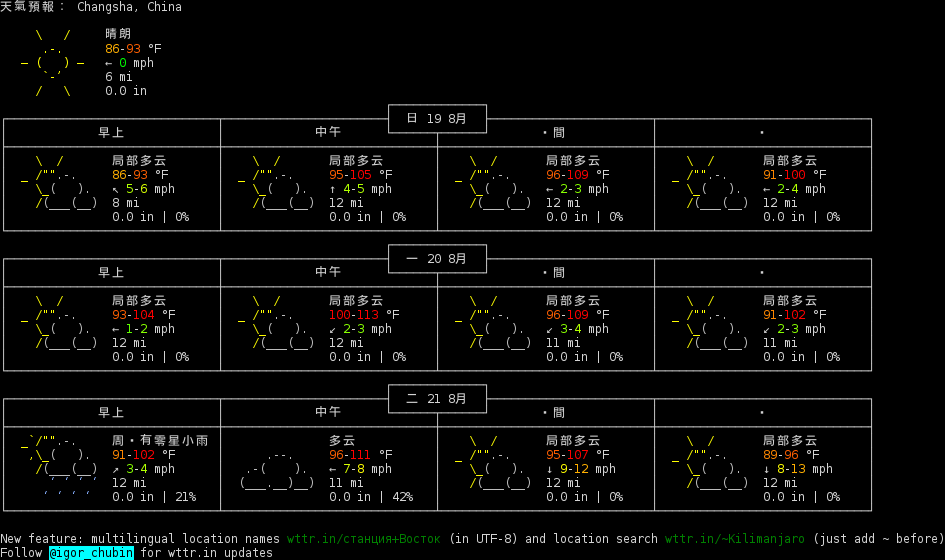 天氣預報： Changsha, China
晴朗
86-93 °F
← 0 mph
6 mi
0.0 in
日 19 8月
早上 中午 ・間 ・
局部多云 局部多云 局部多云 局部多云
86-93 °F 95-105 °F 96-109 °F 91-100 °F
↖ 5-6 mph ↑ 4-5 mph ← 2-3 mph ← 2-4 mph
8 mi 12 mi 12 mi 12 mi
0.0 in | 0% 0.0 in | 0% 0.0 in | 0% 0.0 in | 0%
一 20 8月
早上 中午 ・間 ・
局部多云 局部多云 局部多云 局部多云
93-104 °F 100-113 °F 96-109 °F 91-102 °F
← 1-2 mph ↙ 2-3 mph ↙ 3-4 mph ↙ 2-3 mph
12 mi 12 mi 11 mi 11 mi
0.0 in | 0% 0.0 in | 0% 0.0 in | 0% 0.0 in | 0%
二 21 8月
早上 中午 ・間 ・
周・有零星小雨 多云 局部多云 局部多云
91-102 °F 96-111 °F 95-107 °F 89-96 °F
↗ 3-4 mph ← 7-8 mph ↓ 9-12 mph ↓ 8-13 mph
12 mi 11 mi 12 mi 12 mi
0.0 in | 21% 0.0 in | 42% 0.0 in | 0% 0.0 in | 0%
New feature: multilingual location names wttr.in/станция+Восток (in UTF-8) and location search wttr.in/~Kilimanjaro (just add ~ before)
Follow @igor_chubin for wttr.in updates